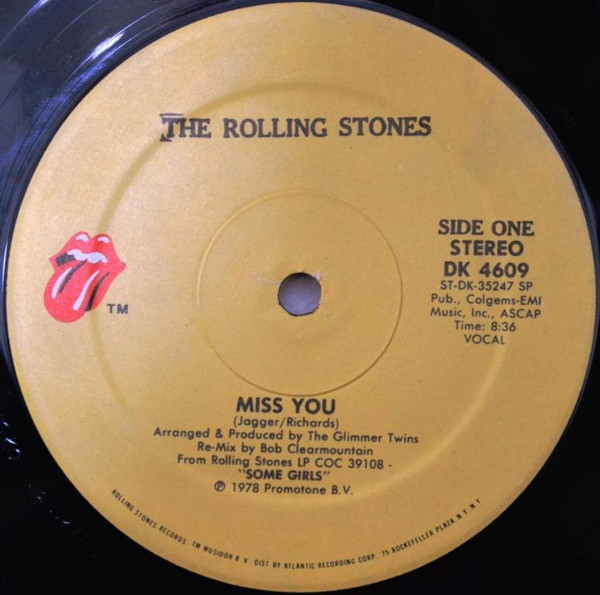 THE ROLLING STONES
SIDE ONE
STEREO
DK 4609
ST-DK-35247 SP
Pub., Colgems-EMI
Music, Inc., ASCAP
Time: 8:36
VOCAL
TM
MISS YOU
(Jagger/Richards)
Arranged & Produced by The Glimmer Twins
Re-Mix by Bob Clearmountain
From Rolling Stones LP COC 39108 -
"SOME GIRLS"
℗ 1978 Promotone B.V.
ROLLING STONES RECORDS. TM MUSIDOR B.V. DIST BY ATLANTIC RECORDING CORP. 75 ROCKEFELLER PLAZA, N.Y. N.Y.